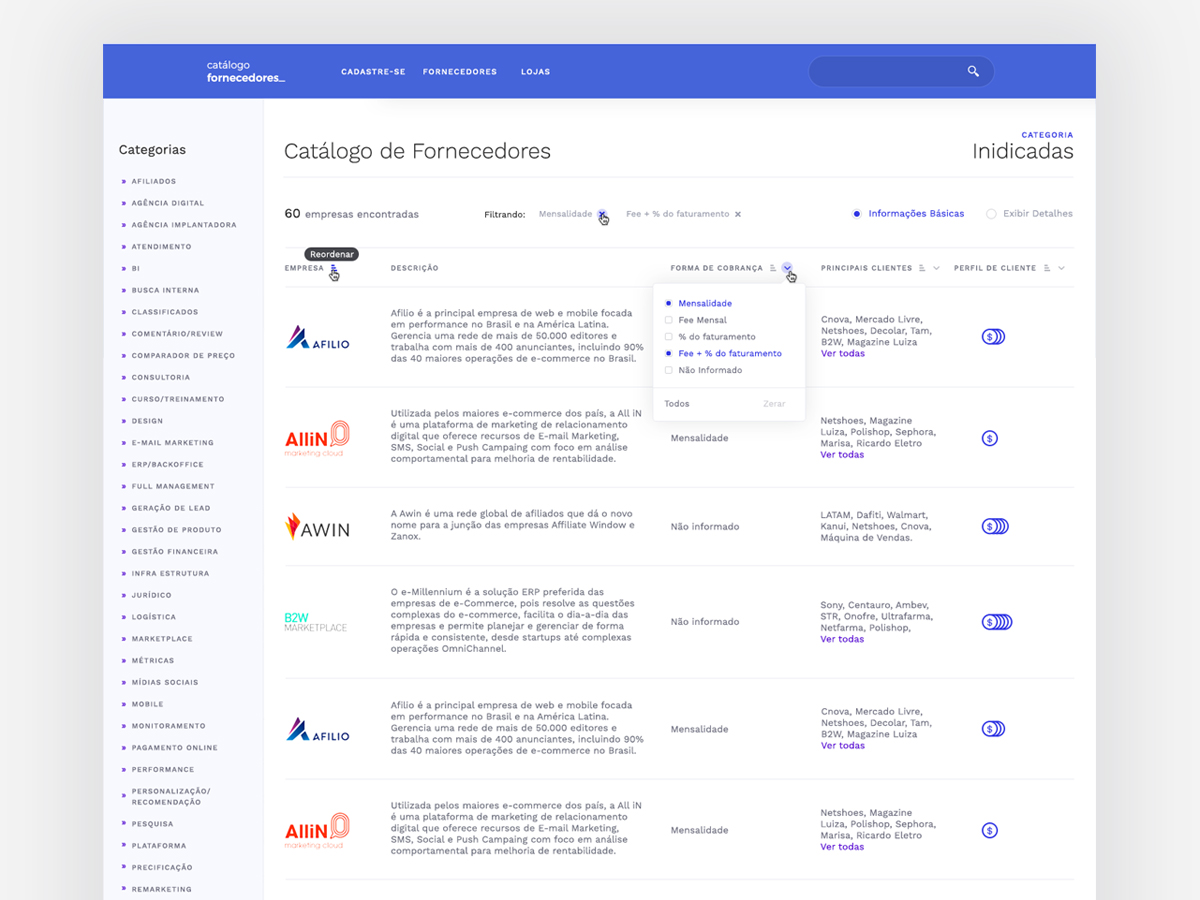 catálogo
fornecedores_
CADASTRE-SE
FORNECEDORES
LOJAS
Categorias
AFILIADOS
AGÊNCIA DIGITAL
AGÊNCIA IMPLANTADORA
ATENDIMENTO
BI
BUSCA INTERNA
CLASSIFICADOS
COMENTÁRIO/REVIEW
COMPARADOR DE PREÇO
CONSULTORIA
CURSO/TREINAMENTO
DESIGN
E-MAIL MARKETING
ERP/BACKOFFICE
FULL MANAGEMENT
GERAÇÃO DE LEAD
GESTÃO DE PRODUTO
GESTÃO FINANCEIRA
INFRA ESTRUTURA
JURÍDICO
LOGÍSTICA
MARKETPLACE
MÉTRICAS
MÍDIAS SOCIAIS
MOBILE
MONITORAMENTO
PAGAMENTO ONLINE
PERFORMANCE
PERSONALIZAÇÃO/
RECOMENDAÇÃO
PESQUISA
PLATAFORMA
PRECIFICAÇÃO
REMARKETING
Catálogo de Fornecedores
CATEGORIA
Inidicadas
60 empresas encontradas
Filtrando: Mensalidade × Fee + % do faturamento ×
Informações Básicas
Exibir Detalhes
Reordenar
EMPRESA
DESCRIÇÃO
FORMA DE COBRANÇA
PRINCIPAIS CLIENTES
PERFIL DE CLIENTE
Mensalidade
Fee Mensal
% do faturamento
Fee + % do faturamento
Não Informado
Todos
Zerar
AFILIO
Afilio é a principal empresa de web e mobile focada
em performance no Brasil e na América Latina.
Gerencia uma rede de mais de 50.000 editores e
trabalha com mais de 400 anunciantes, incluindo 90%
das 40 maiores operações de e-commerce no Brasil.
Cnova, Mercado Livre,
Netshoes, Decolar, Tam,
B2W, Magazine Luiza
Ver todas
$
AlliN
marketing cloud
Utilizada pelos maiores e-commerce dos país, a All iN
é uma plataforma de marketing de relacionamento
digital que oferece recursos de E-mail Marketing,
SMS, Social e Push Campaing com foco em análise
comportamental para melhoria de rentabilidade.
Mensalidade
Netshoes, Magazine
Luiza, Polishop, Sephora,
Marisa, Ricardo Eletro
Ver todas
$
AWIN
A Awin é uma rede global de afiliados que dá o novo
nome para a junção das empresas Affiliate Window e
Zanox.
Não informado
LATAM, Dafiti, Walmart,
Kanui, Netshoes, Cnova,
Máquina de Vendas.
$
B2W
MARKETPLACE
O e-Millennium é a solução ERP preferida das
empresas de e-Commerce, pois resolve as questões
complexas do e-commerce, facilita o dia-a-dia das
empresas e permite planejar e gerenciar de forma
rápida e consistente, desde startups até complexas
operações OmniChannel.
Não informado
Sony, Centauro, Ambev,
STR, Onofre, Ultrafarma,
Netfarma, Polishop,
Ver todas
$
AFILIO
Afilio é a principal empresa de web e mobile focada
em performance no Brasil e na América Latina.
Gerencia uma rede de mais de 50.000 editores e
trabalha com mais de 400 anunciantes, incluindo 90%
das 40 maiores operações de e-commerce no Brasil.
Mensalidade
Cnova, Mercado Livre,
Netshoes, Decolar, Tam,
B2W, Magazine Luiza
Ver todas
$
AlliN
marketing cloud
Utilizada pelos maiores e-commerce dos país, a All iN
é uma plataforma de marketing de relacionamento
digital que oferece recursos de E-mail Marketing,
SMS, Social e Push Campaing com foco em análise
comportamental para melhoria de rentabilidade.
Mensalidade
Netshoes, Magazine
Luiza, Polishop, Sephora,
Marisa, Ricardo Eletro
Ver todas
$